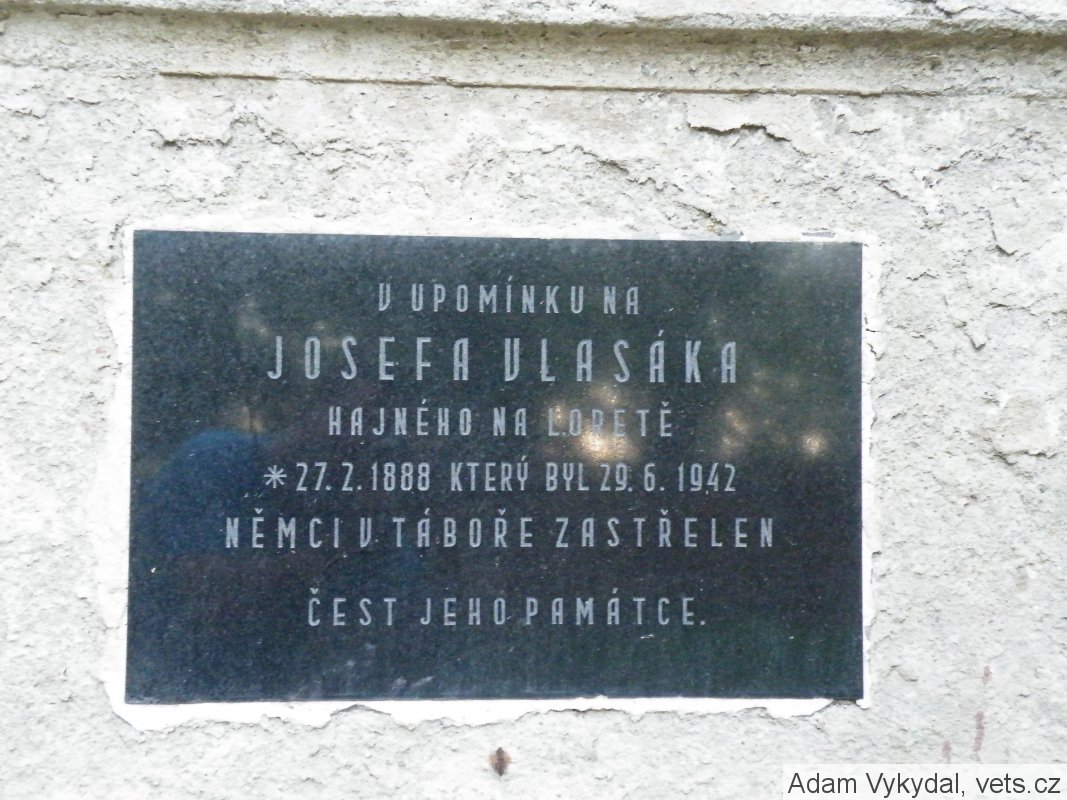 V UPOMÍNKU NA
JOSEFA VLASÁKA
HAJNÉHO NA LORETĚ
* 27. 2. 1888 KTERÝ BYL 29. 6. 1942
NĚMCI V TÁBOŘE ZASTŘELEN
ČEST JEHO PAMÁTCE.
Adam Vykydal, vets.cz